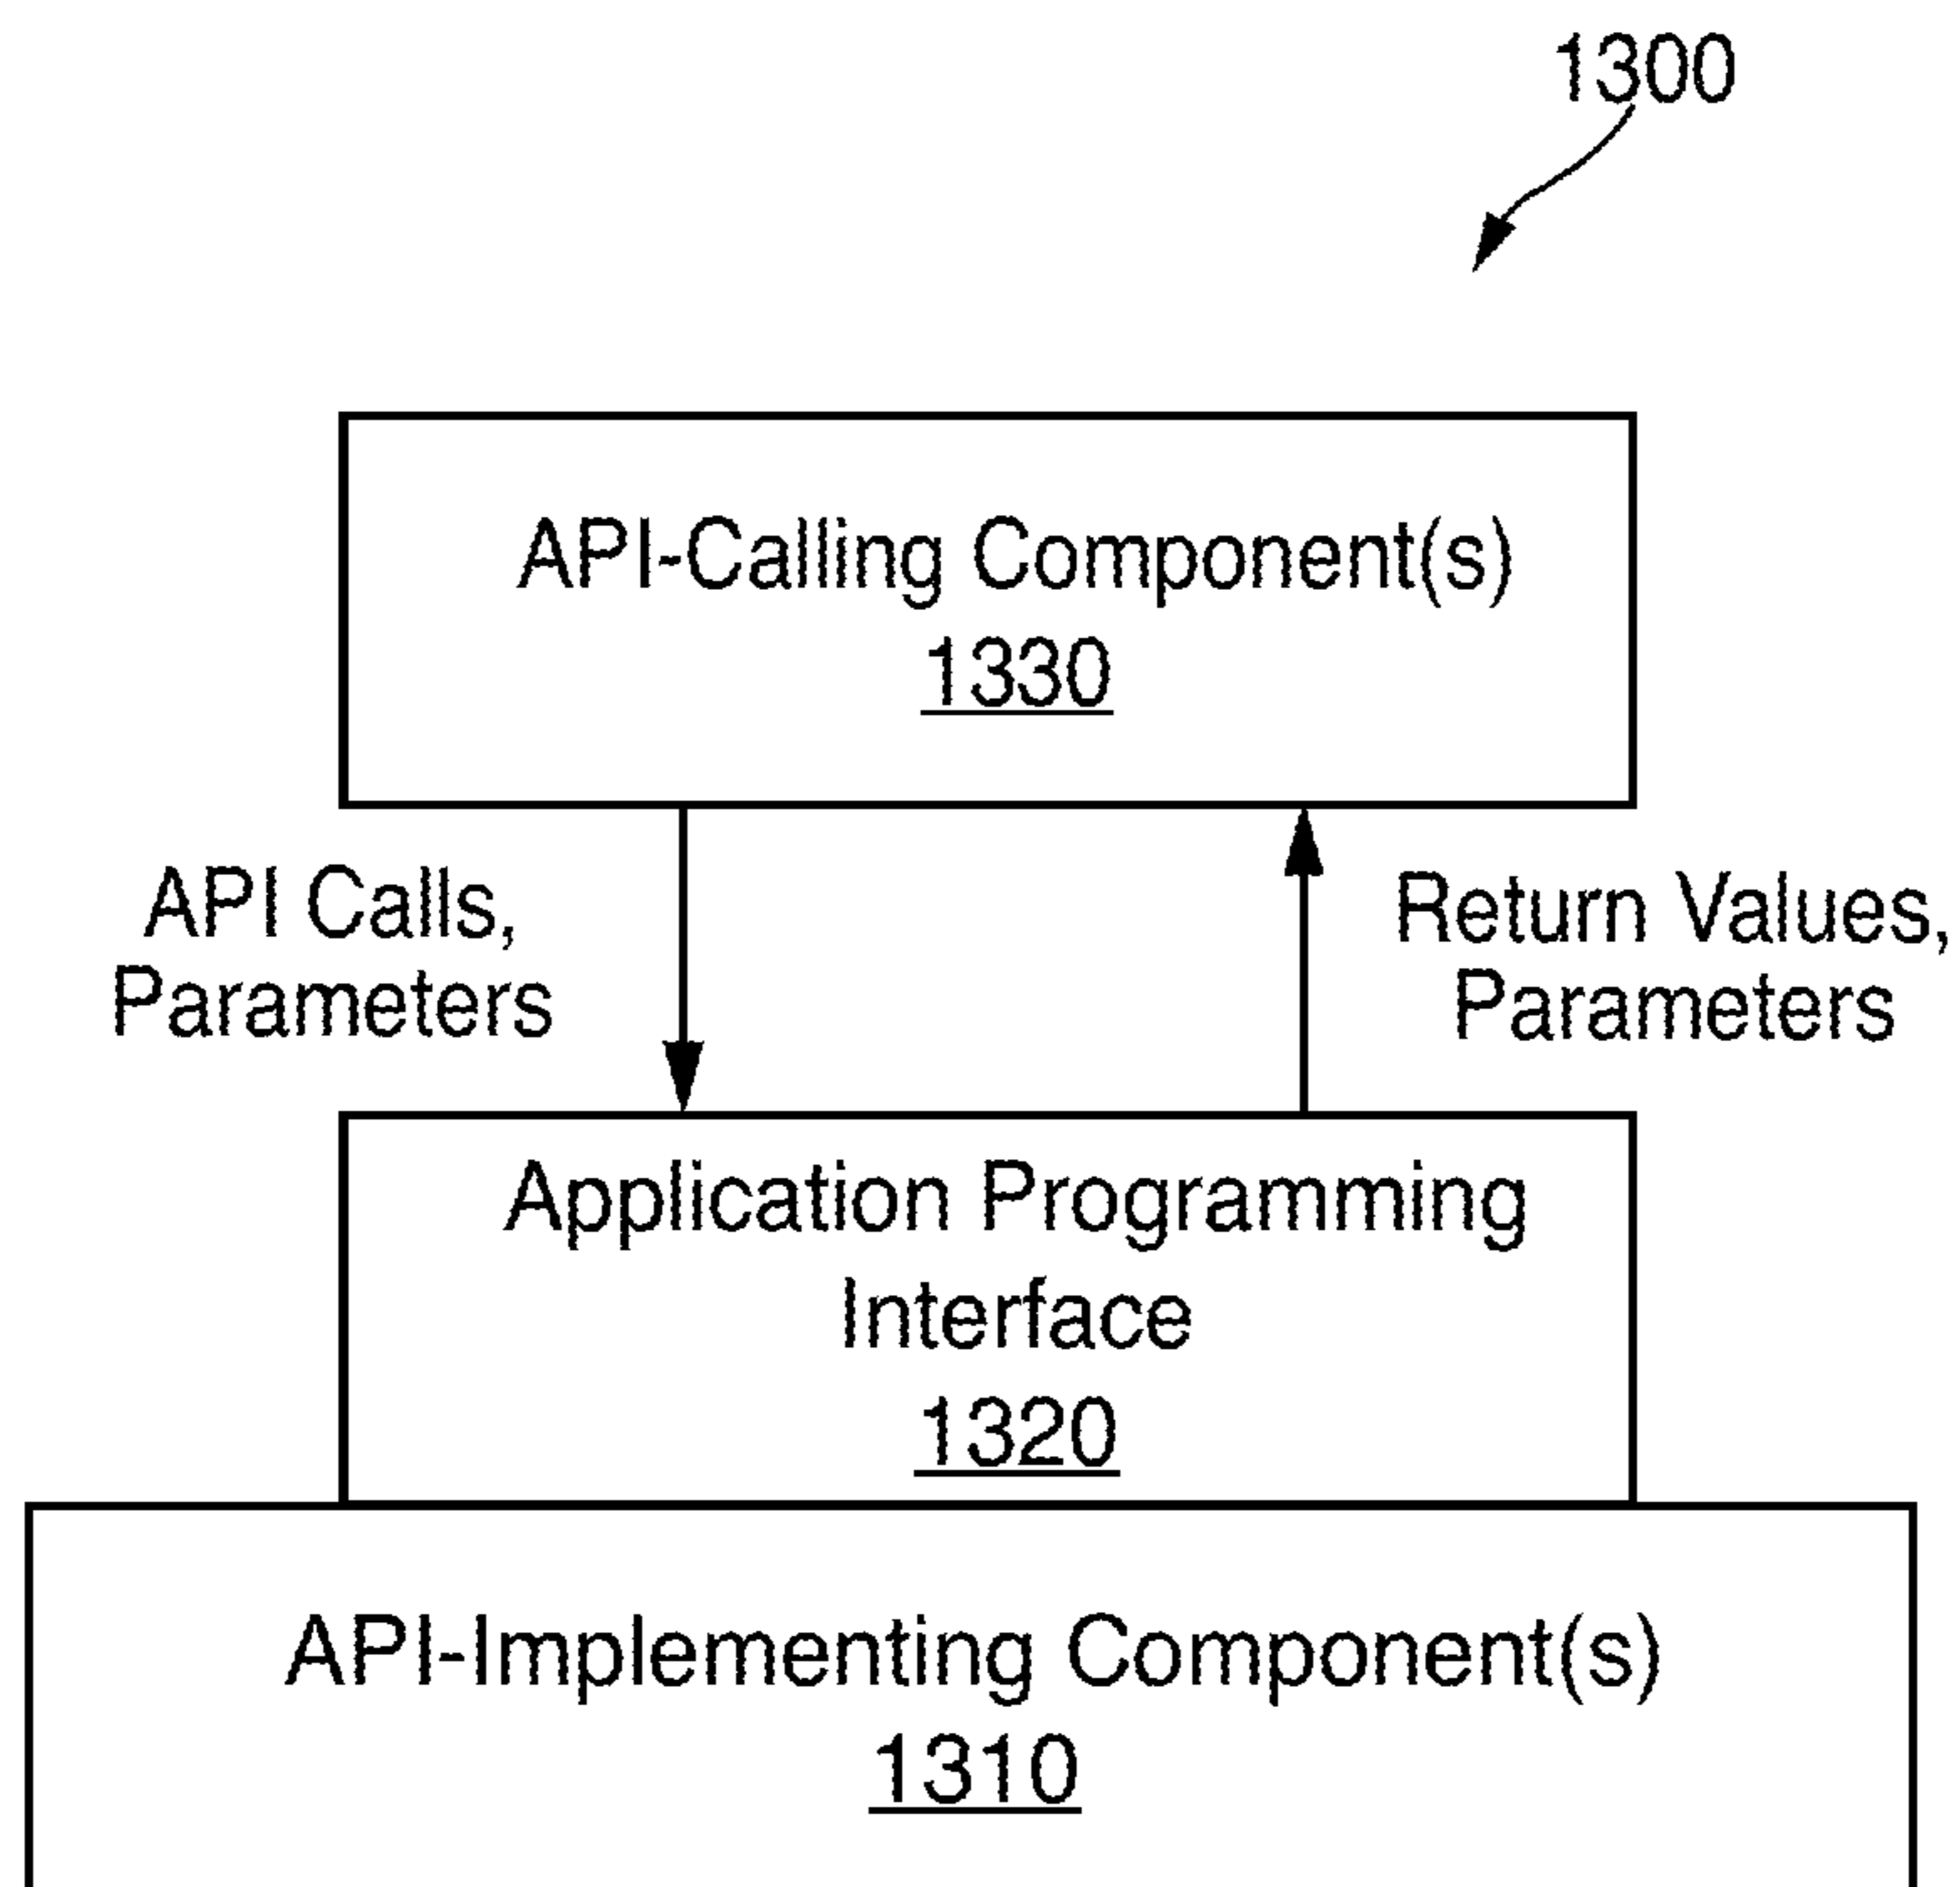 1300
API-Calling Component(s)
1330
API Calls,
Parameters
Return Values,
Parameters
Application Programming
Interface
1320
API-Implementing Component(s)
1310